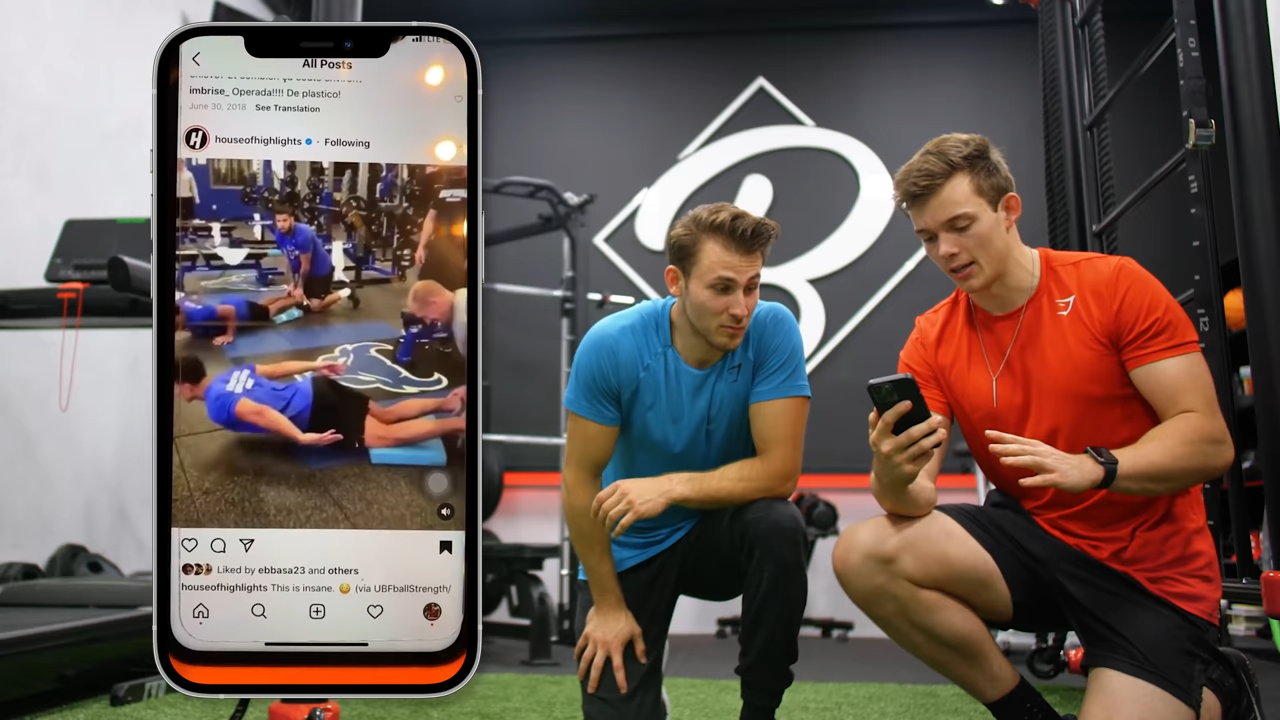 LTE
All Posts
imbrise_ Operada!!!! De plastico!
June 30, 2018 See Translation
houseofhighlights · Following
Liked by ebbasa23 and others
houseofhighlights This is insane. 😳 (via UBFballStrength/